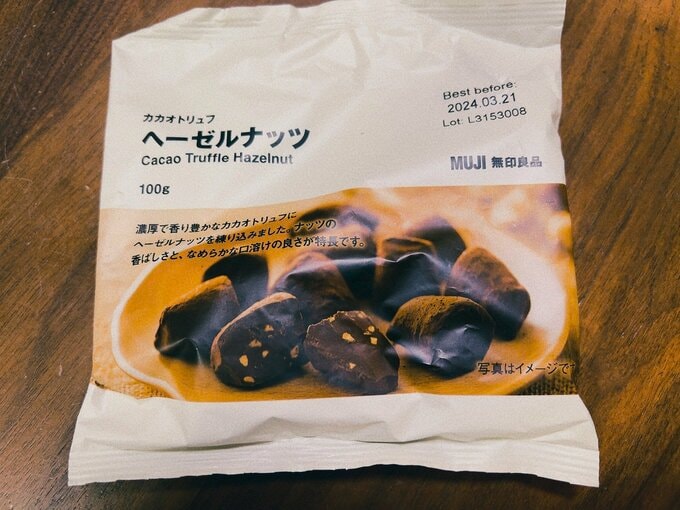 カカオトリュフ
ヘーゼルナッツ
Cacao Truffle Hazelnut
100g
Best before:
2024.03.21
Lot: L3153008
MUJI 無印良品
濃厚で香り豊かなカカオトリュフに
ヘーゼルナッツを練り込みました。ナッツの
香ばしさと、なめらかな口溶けの良さが特長です。
写真はイメージで